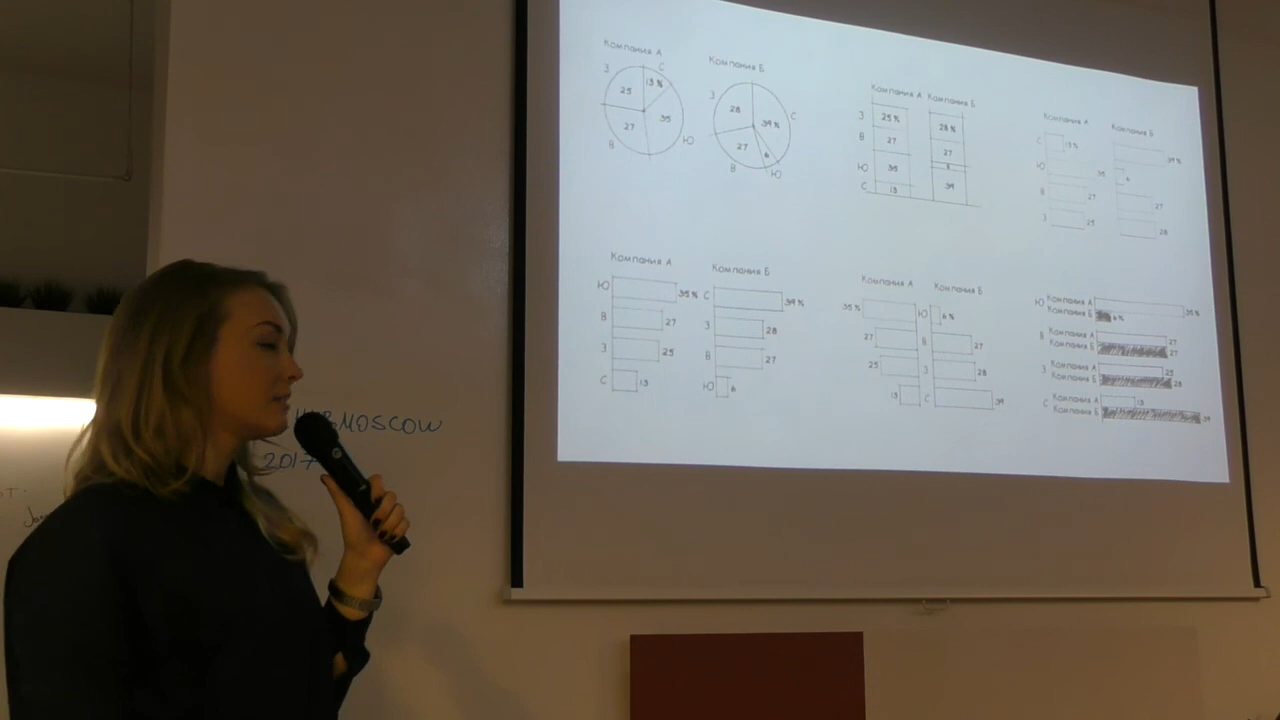 Компания А
З
С
13 %
25
35
27
В
Ю
Компания Б
З
С
28
39 %
27
6
В
Ю
Компания А Компания Б
З 25 % 28 %
В 27 27
Ю 35 6
С 13 39
Компания А
С 13 %
Ю 35
В 27
З 25
Компания Б
39 %
6
27
28
Компания А
Ю 35 %
В 27
З 25
С 13
Компания Б
С 39 %
З 28
В 27
Ю 6
Компания А Компания Б
35 % Ю 6 %
27 В 27
25 З 28
13 С 39
Ю Компания А 35 %
Компания Б 6 %
В Компания А 27
Компания Б 27
З Компания А 25
Компания Б 28
С Компания А 13
Компания Б 39
MOSCOW
2017